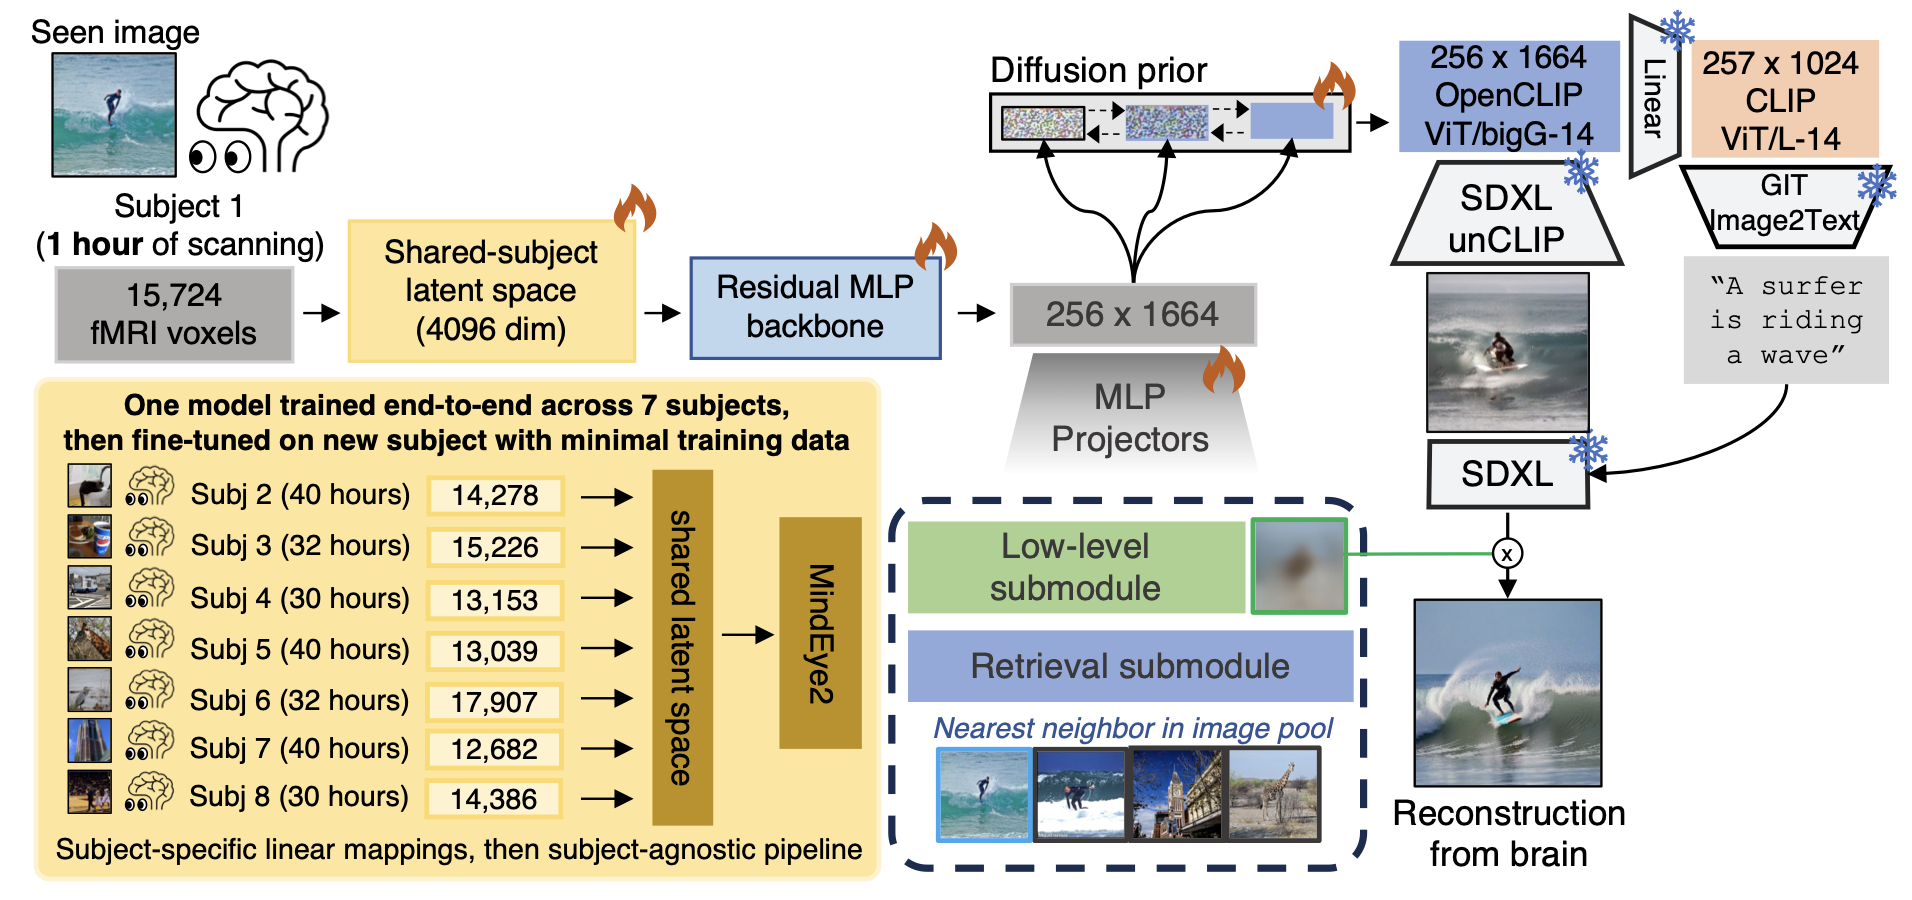 Seen image
Subject 1
(1 hour of scanning)
15,724
fMRI voxels
Shared-subject
latent space
(4096 dim)
Residual MLP
backbone
256 x 1664
MLP
Projectors
Diffusion prior
256 x 1664
OpenCLIP
ViT/bigG-14
Linear
257 x 1024
CLIP
ViT/L-14
SDXL
unCLIP
GIT
Image2Text
“A surfer
is riding
a wave”
SDXL
x
Reconstruction
from brain
One model trained end-to-end across 7 subjects,
then fine-tuned on new subject with minimal training data
Subj 2 (40 hours) 14,278
Subj 3 (32 hours) 15,226
Subj 4 (30 hours) 13,153
Subj 5 (40 hours) 13,039
Subj 6 (32 hours) 17,907
Subj 7 (40 hours) 12,682
Subj 8 (30 hours) 14,386
shared latent space
MindEye2
Subject-specific linear mappings, then subject-agnostic pipeline
Low-level
submodule
Retrieval submodule
Nearest neighbor in image pool